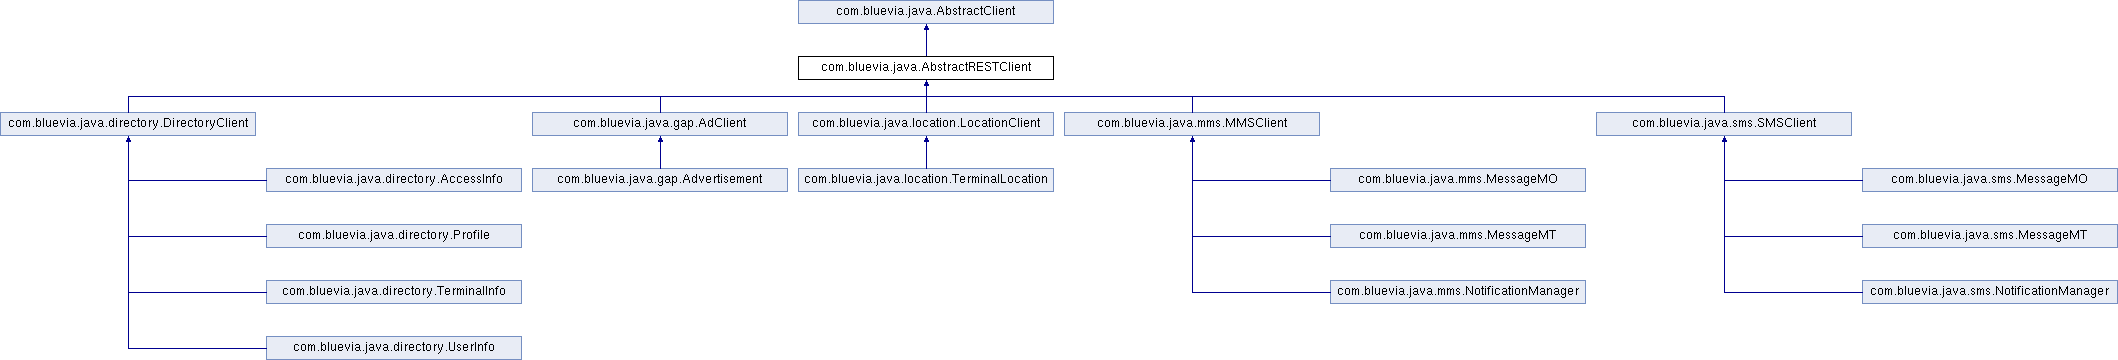 com.bluevia.java.AbstractClient
com.bluevia.java.AbstractRESTClient
com.bluevia.java.directory.DirectoryClient
com.bluevia.java.gap.AdClient
com.bluevia.java.location.LocationClient
com.bluevia.java.mms.MMSClient
com.bluevia.java.sms.SMSClient
com.bluevia.java.directory.AccessInfo
com.bluevia.java.gap.Advertisement
com.bluevia.java.location.TerminalLocation
com.bluevia.java.mms.MessageMO
com.bluevia.java.sms.MessageMO
com.bluevia.java.directory.Profile
com.bluevia.java.mms.MessageMT
com.bluevia.java.sms.MessageMT
com.bluevia.java.directory.TerminalInfo
com.bluevia.java.mms.NotificationManager
com.bluevia.java.sms.NotificationManager
com.bluevia.java.directory.UserInfo